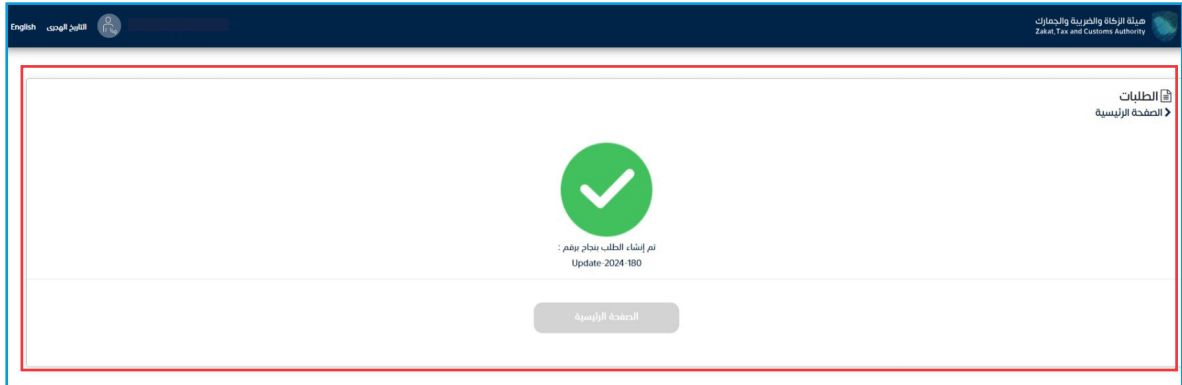 هيئة الزكاة والضريبة والجمارك
Zakat, Tax and Customs Authority
التاريخ الهجري English
الطلبات
الصفحة الرئيسية
تم إنشاء الطلب بنجاح برقم :
Update-2024-180
الصفحة الرئيسية